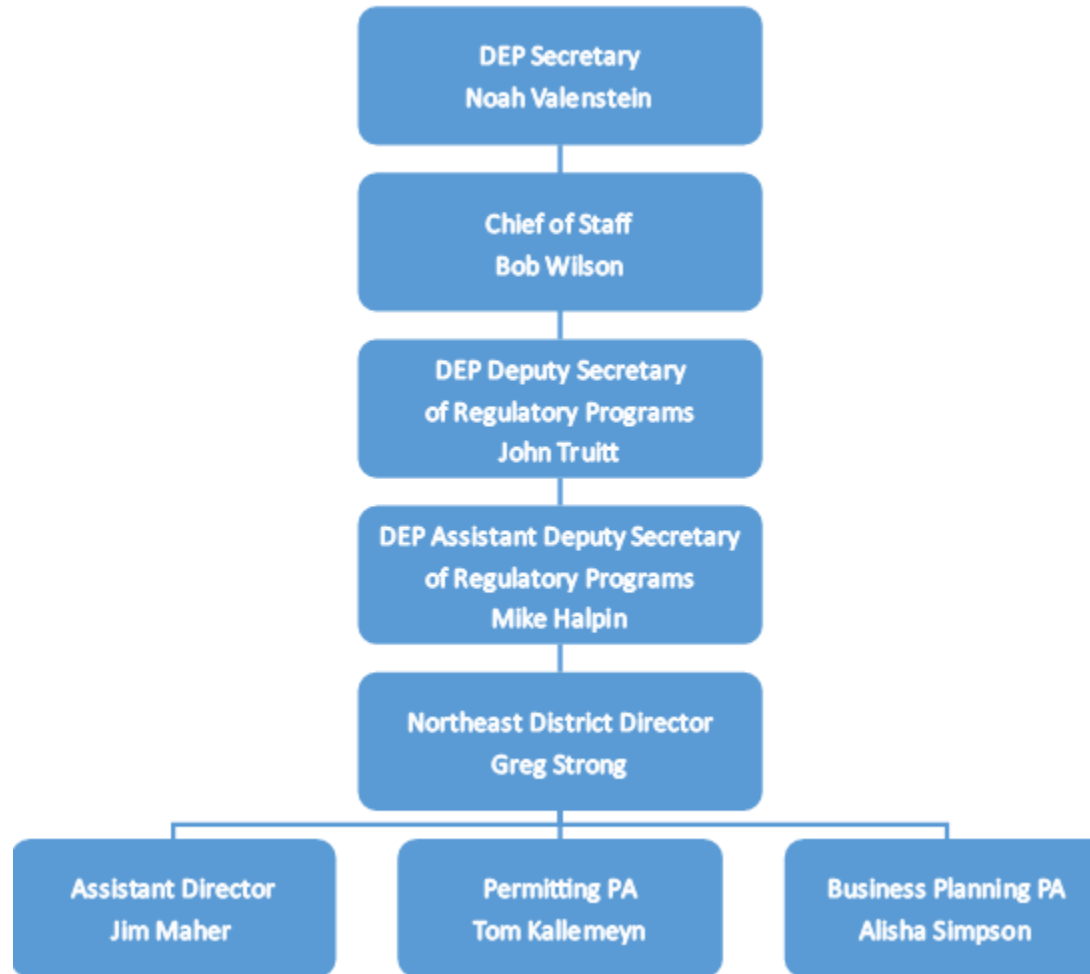 DEP Secretary
Noah Valenstein
Chief of Staff
Bob Wilson
DEP Deputy Secretary
of Regulatory Programs
John Truitt
DEP Assistant Deputy Secretary
of Regulatory Programs
Mike Halpin
Northeast District Director
Greg Strong
Assistant Director
Jim Maher
Permitting PA
Tom Kallemeyn
Business Planning PA
Alisha Simpson